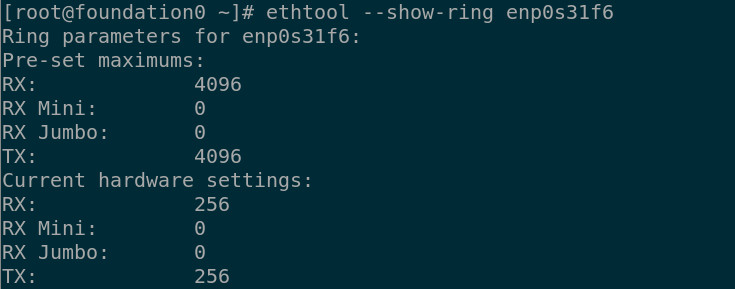 [root@foundation0 ~]# ethtool --show-ring enp0s31f6
Ring parameters for enp0s31f6:
Pre-set maximums:
RX:             4096
RX Mini:        0
RX Jumbo:       0
TX:             4096
Current hardware settings:
RX:             256
RX Mini:        0
RX Jumbo:       0
TX:             256